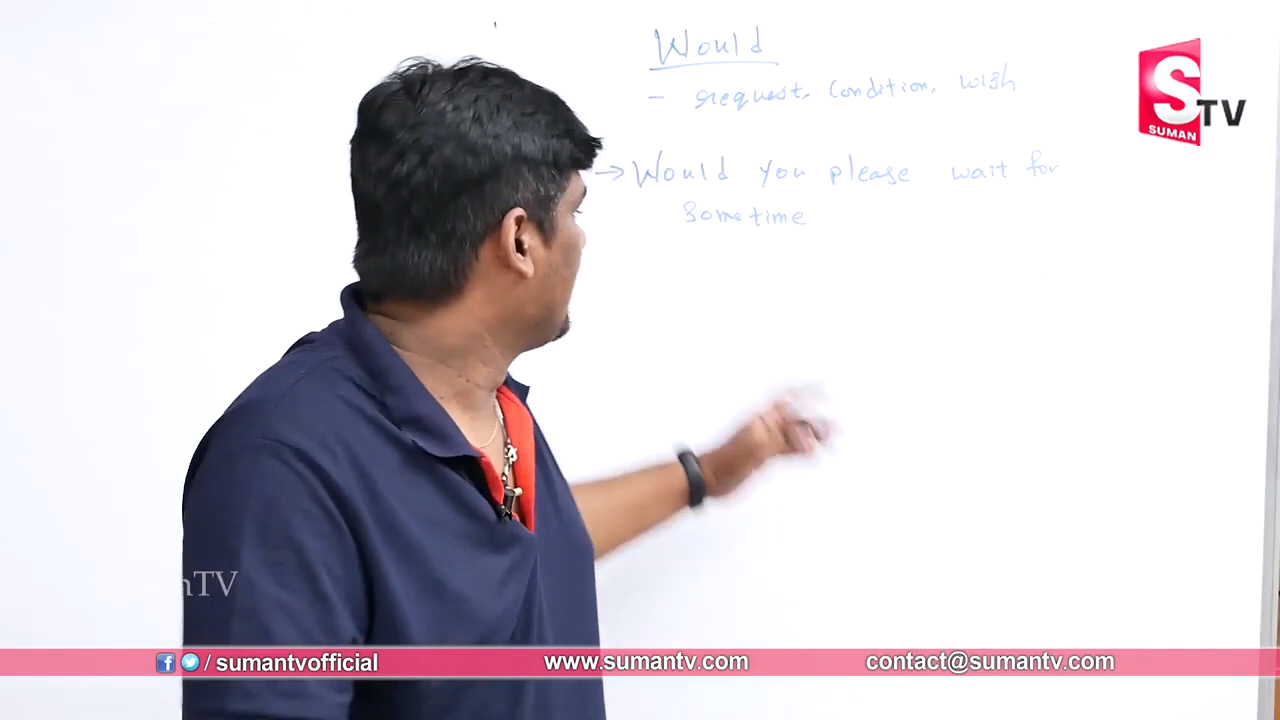 Would
- request, Condition, wish
→ Would you please wait for
sometime
S
SUMAN
TV
nTV
/ sumantvofficial
www.sumantv.com
contact@sumantv.com